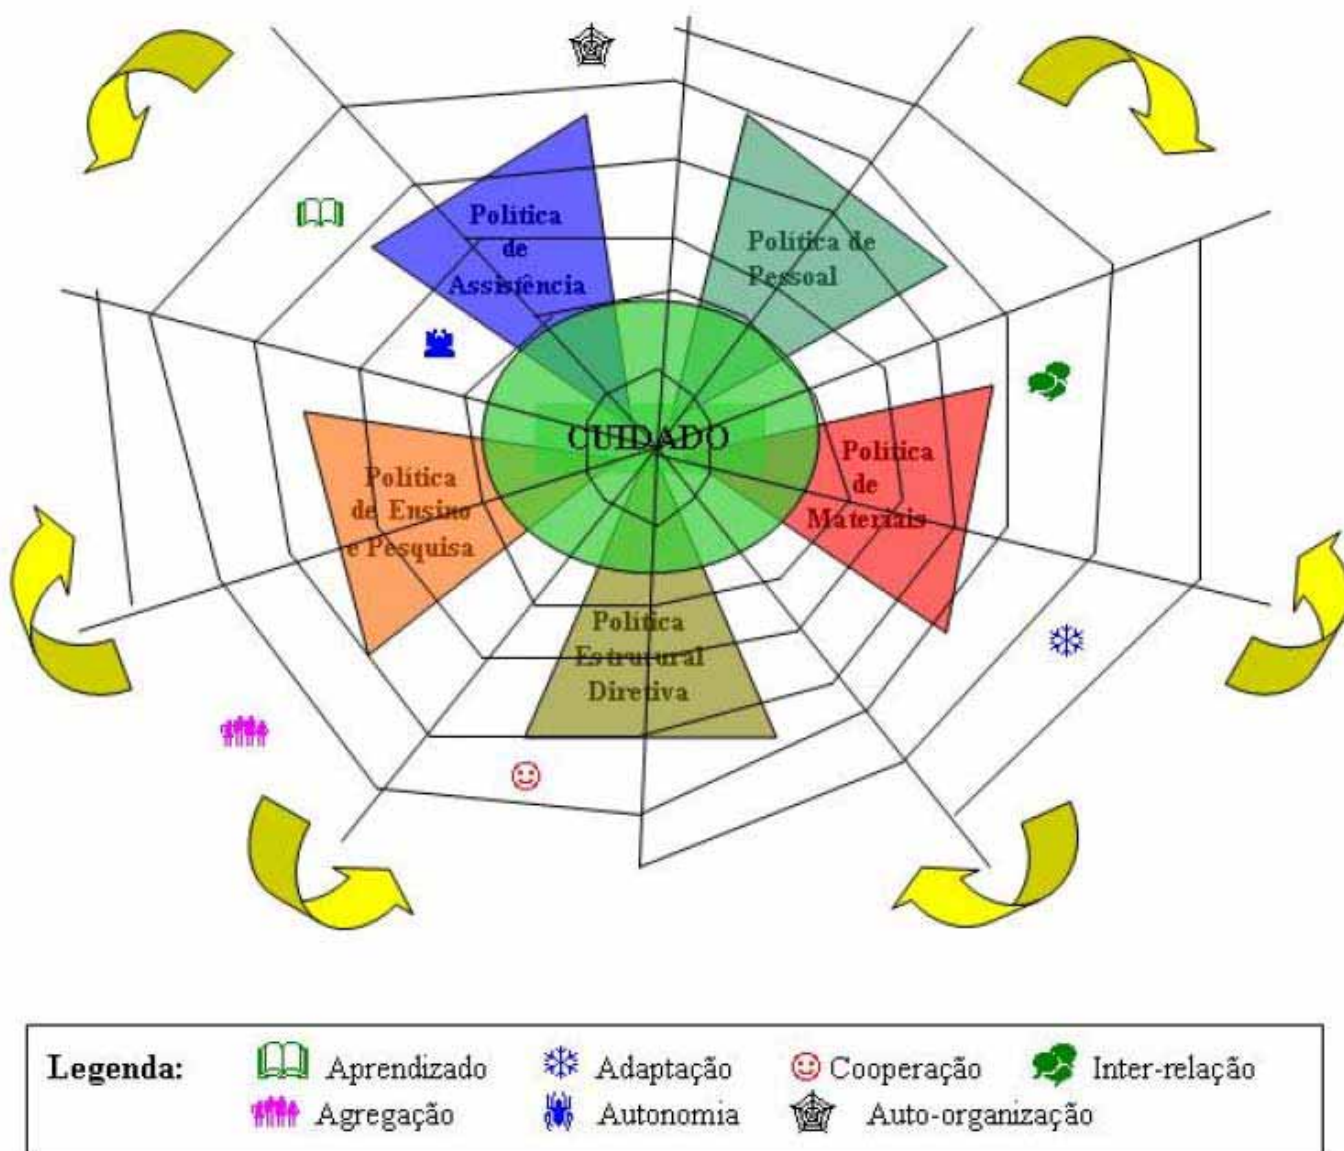 Política
de
Assistência
Política de
Pessoal
CUIDADO
Política
de
Materiais
Política
de Ensino
e Pesquisa
Política
Estrutural
Diretiva
Legenda:
Aprendizado
Adaptação
Cooperação
Inter-relação
Agregação
Autonomia
Auto-organização